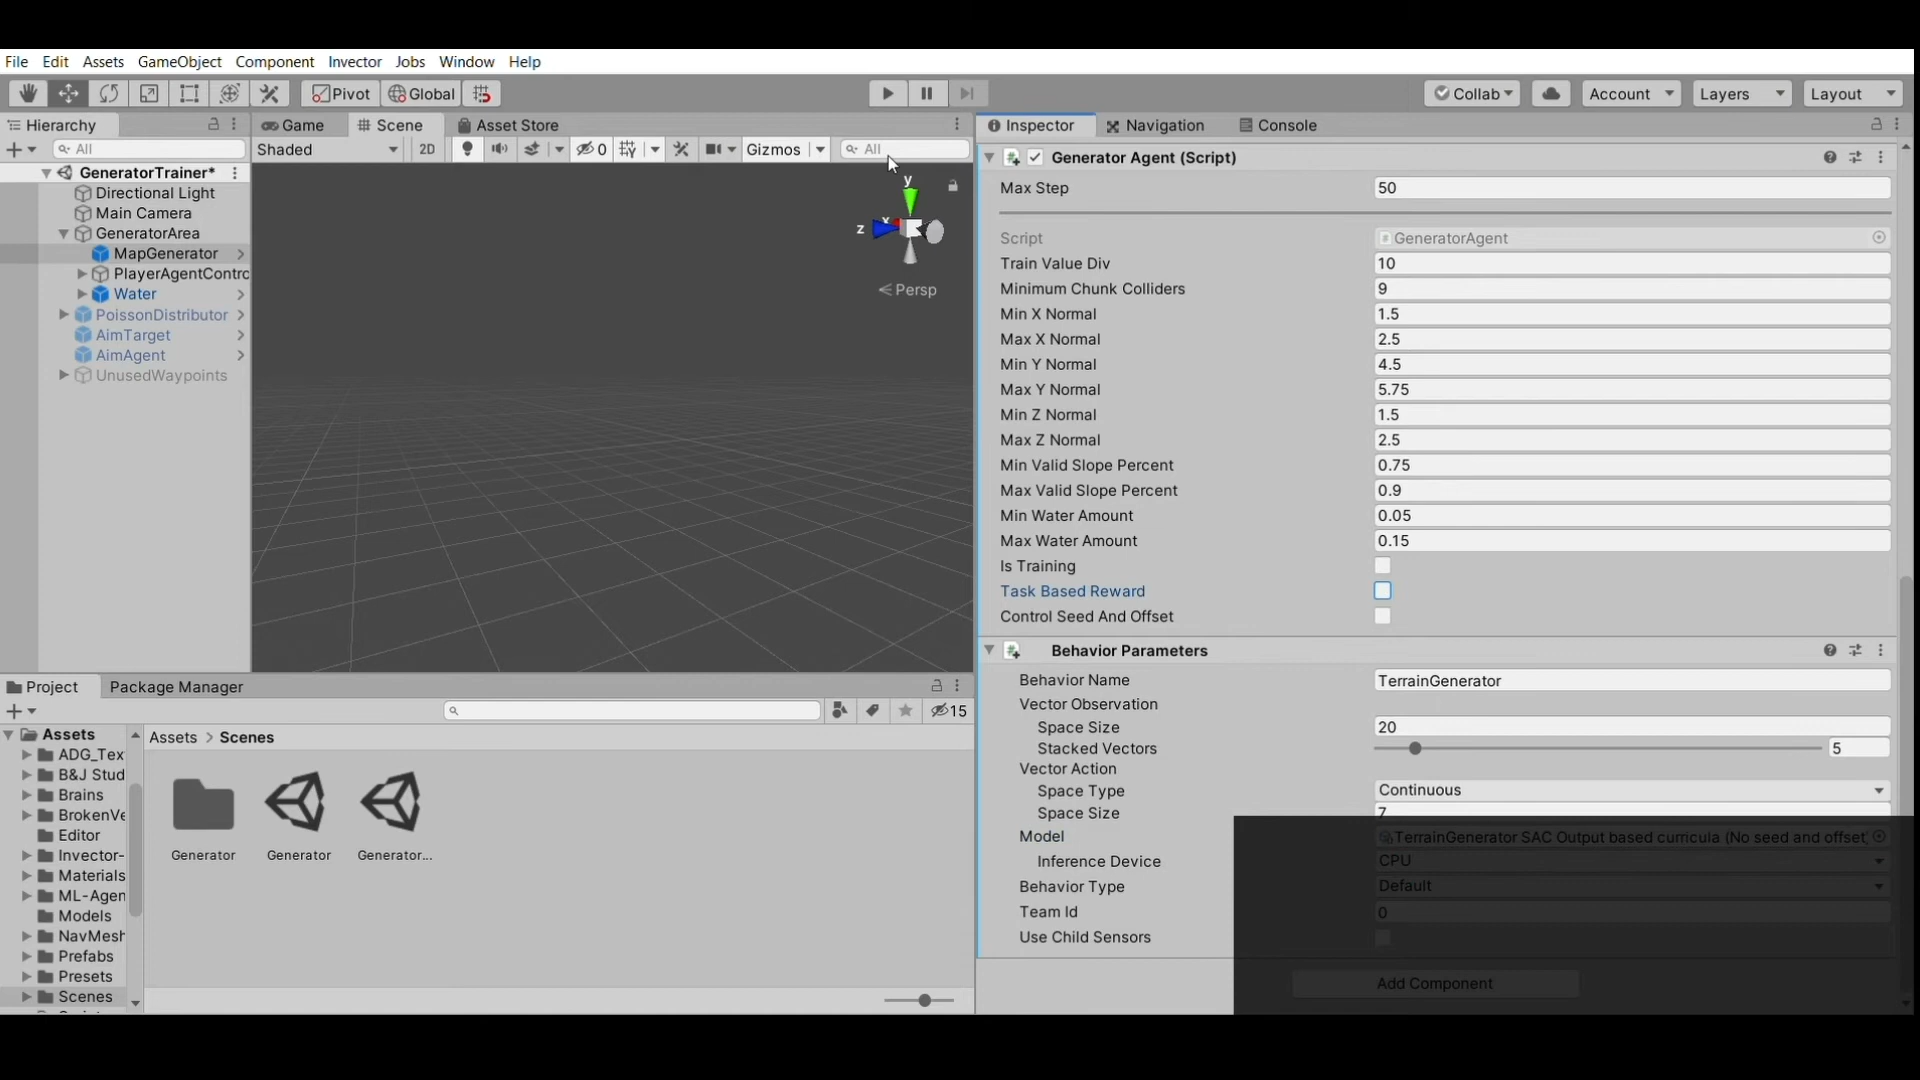 File Edit Assets GameObject Component Invector Jobs Window Help
Pivot Global Collab Account Layers Layout
Hierarchy
All
GeneratorTrainer*
Directional Light
Main Camera
GeneratorArea
MapGenerator
PlayerAgentContro
Water
PoissonDistributor
AimTarget
AimAgent
UnusedWaypoints
Game Scene Asset Store
Shaded 2D 0 Gizmos All
y
x
z
Persp
Inspector Navigation Console
Generator Agent (Script)
Max Step 50
Script GeneratorAgent
Train Value Div 10
Minimum Chunk Colliders 9
Min X Normal 1.5
Max X Normal 2.5
Min Y Normal 4.5
Max Y Normal 5.75
Min Z Normal 1.5
Max Z Normal 2.5
Min Valid Slope Percent 0.75
Max Valid Slope Percent 0.9
Min Water Amount 0.05
Max Water Amount 0.15
Is Training
Task Based Reward
Control Seed And Offset
Behavior Parameters
Behavior Name TerrainGenerator
Vector Observation
Space Size 20
Stacked Vectors 5
Vector Action
Space Type Continuous
Space Size 7
Model TerrainGenerator SAC Output based curricula (No seed and offset
Inference Device CPU
Behavior Type Default
Team Id 0
Use Child Sensors
Add Component
Project Package Manager
15
Assets
ADG_Tex
B&J Stud
Brains
BrokenVe
Editor
Invector-
Materials
ML-Agen
Models
NavMesh
Prefabs
Presets
Scenes
Assets > Scenes
Generator Generator Generator...